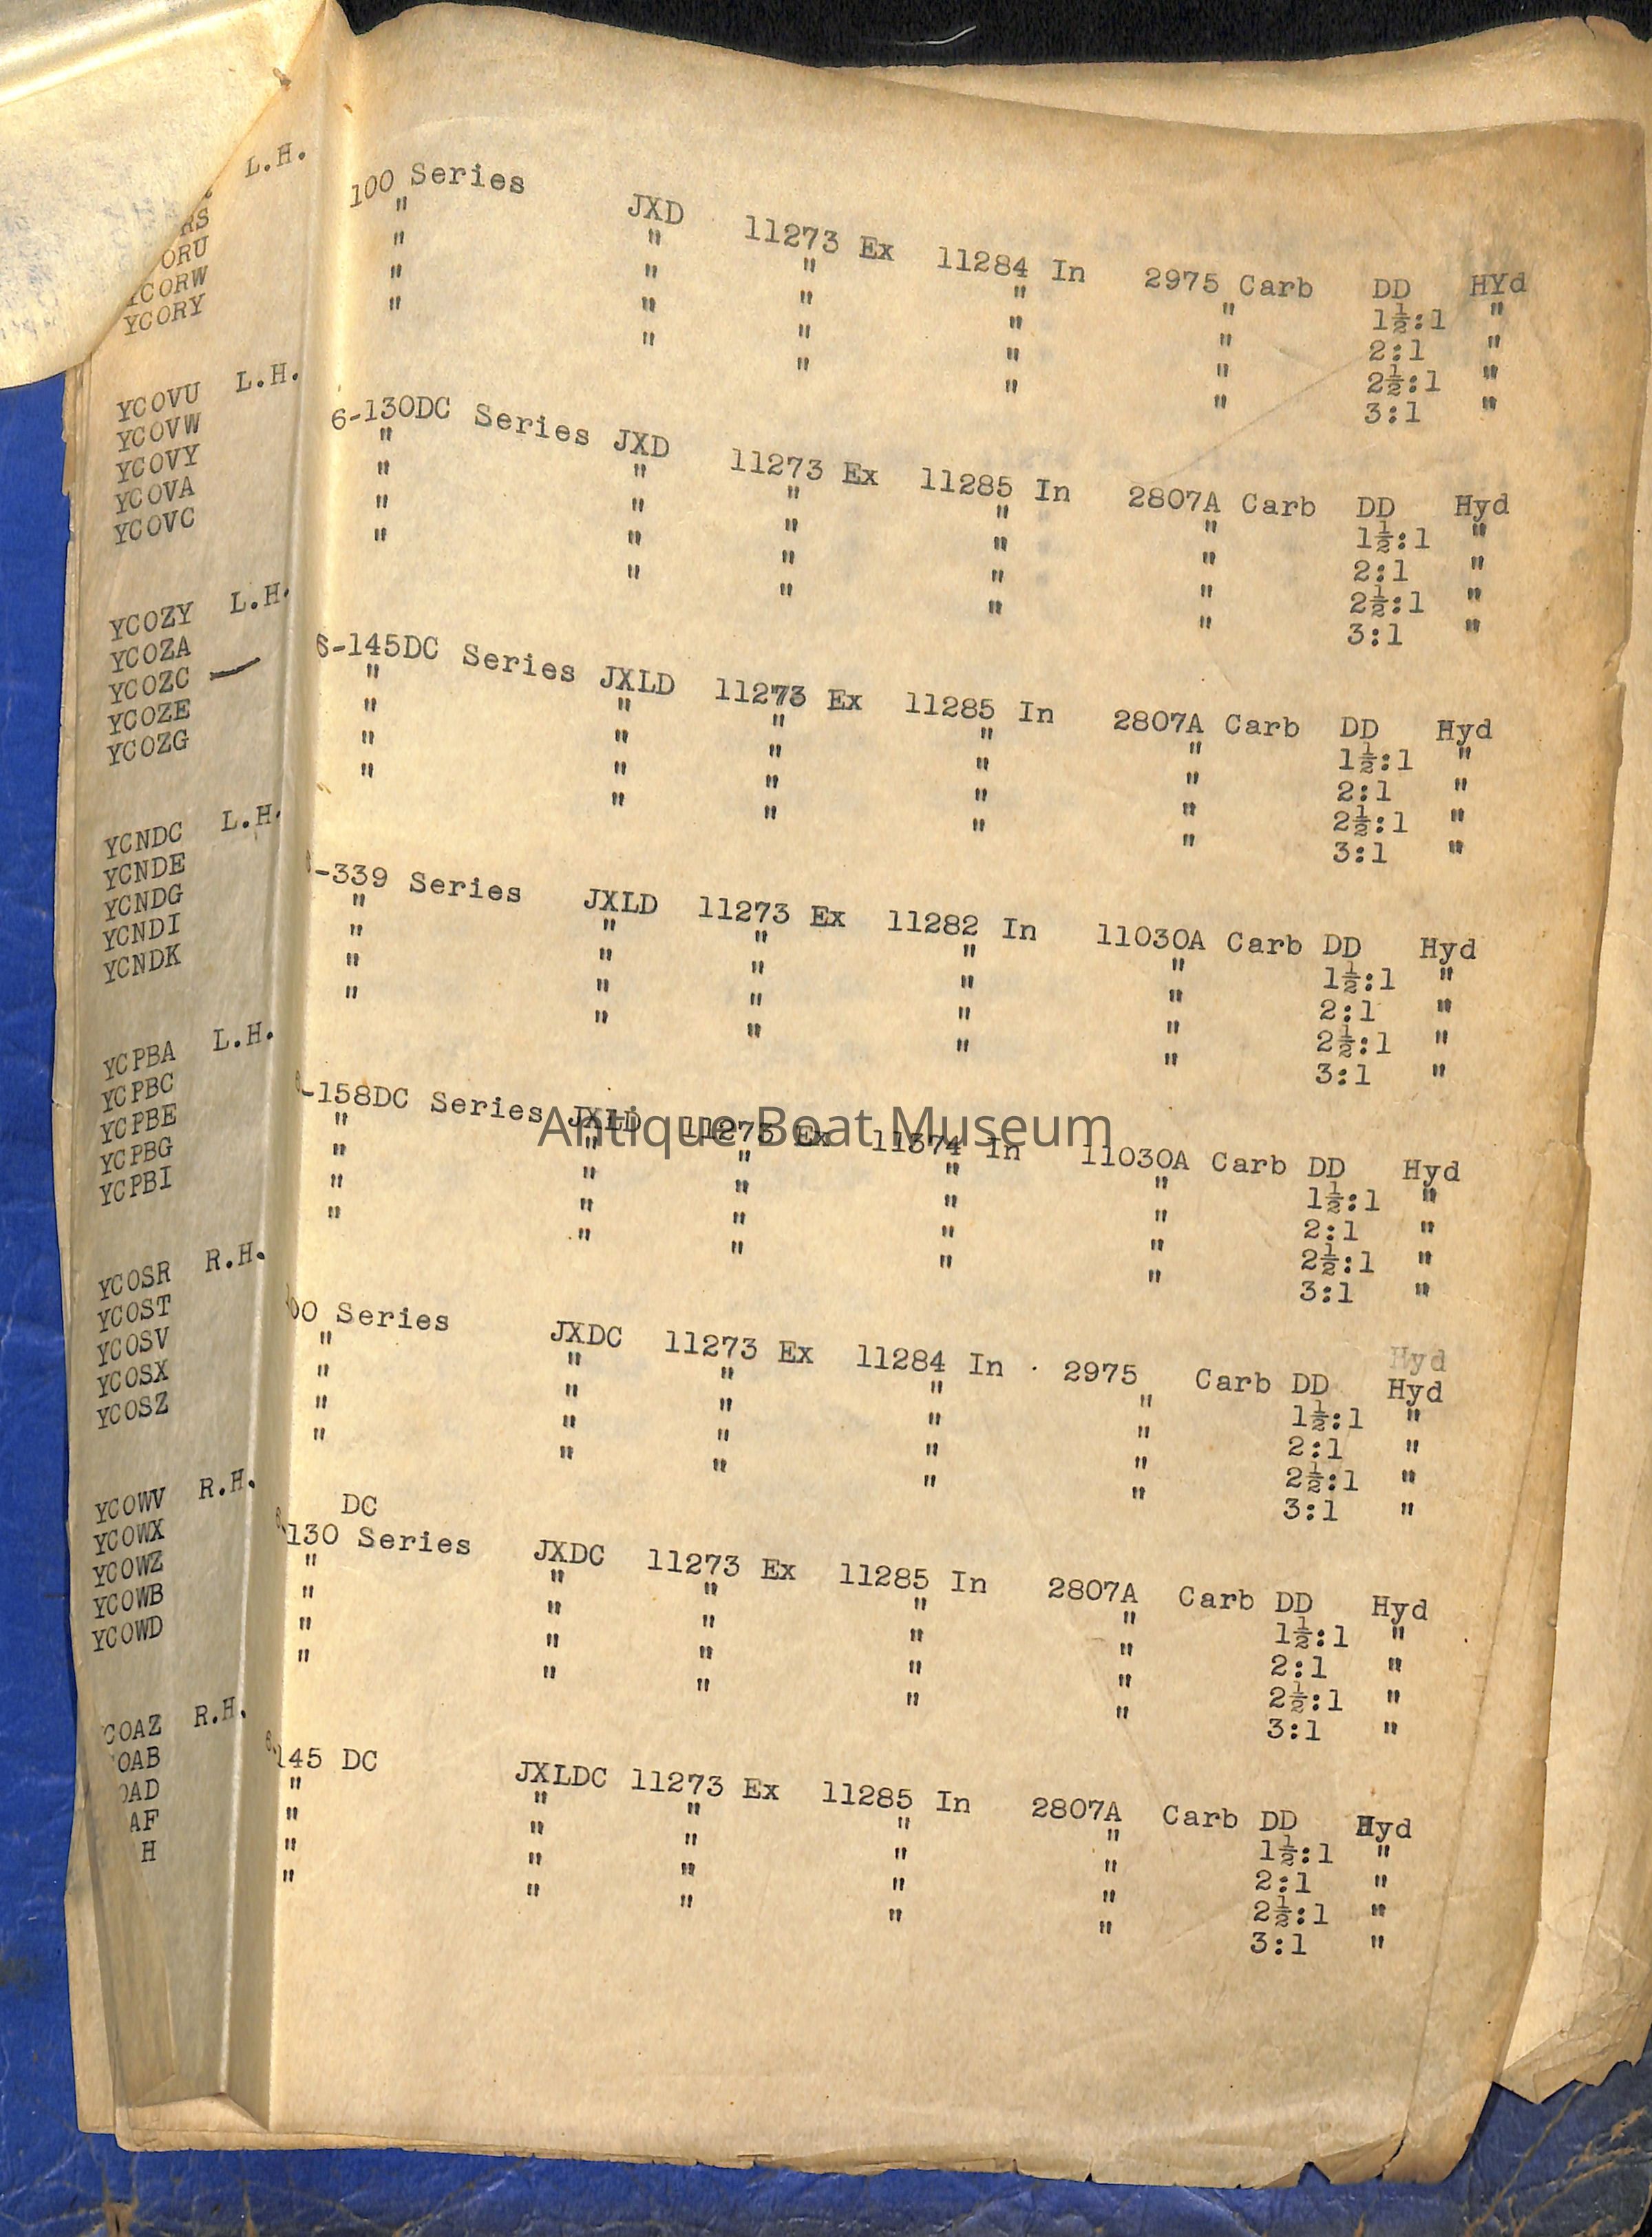 L.H. 100 Series JXD 11273 Ex 11284 In 2975 Carb DD HYd
RS " " " " " 1½:1 "
ORU " " " " " 2:1 "
YCORW " " " " " 2½:1 "
YCORY " " " " " 3:1 "
YCOVU L.H. 6-130DC Series JXD 11273 Ex 11285 In 2807A Carb DD Hyd
YCOVW " " " " " 1½:1 "
YCOVY " " " " " 2:1 "
YCOVA " " " " " 2½:1 "
YCOVC " " " " " 3:1 "
YCOZY L.H. 6-145DC Series JXLD 11273 Ex 11285 In 2807A Carb DD Hyd
YCOZA " " " " " 1½:1 "
YCOZC " " " " " 2:1 "
YCOZE " " " " " 2½:1 "
YCOZG " " " " " 3:1 "
YCNDC L.H. -339 Series JXLD 11273 Ex 11282 In 11030A Carb DD Hyd
YCNDE " " " " " 1½:1 "
YCNDG " " " " " 2:1 "
YCNDI " " " " " 2½:1 "
YCNDK " " " " " 3:1 "
YCPBA L.H. -158DC Series JXLD 11273 Ex 11374 In 11030A Carb DD Hyd
YCPBC " " " " " 1½:1 "
YCPBE " " " " " 2:1 "
YCPBG " " " " " 2½:1 "
YCPBI " " " " " 3:1 "
Antique Boat Museum
Hyd
YCOSR R.H. 00 Series JXDC 11273 Ex 11284 In 2975 Carb DD Hyd
YCOST " " " " " 1½:1 "
YCOSV " " " " " 2:1 "
YCOSX " " " " " 2½:1 "
YCOSZ " " " " " 3:1 "
DC
YCOWV R.H. 6-130 Series JXDC 11273 Ex 11285 In 2807A Carb DD Hyd
YCOWX " " " " " 1½:1 "
YCOWZ " " " " " 2:1 "
YCOWB " " " " " 2½:1 "
YCOWD " " " " " 3:1 "
COAZ R.H. 6-145 DC JXLDC 11273 Ex 11285 In 2807A Carb DD Hyd
OAB " " " " " 1½:1 "
OAD " " " " " 2:1 "
AF " " " " " 2½:1 "
H " " " " " 3:1 "